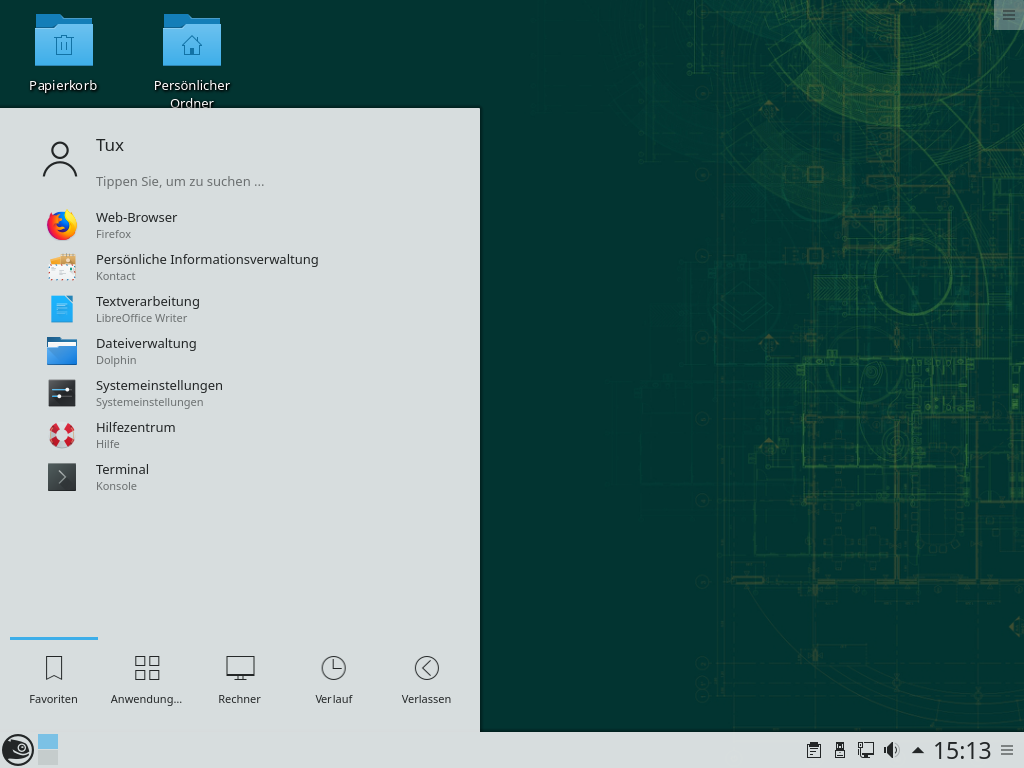 Papierkorb
Persönlicher
Ordner
Tux
Tippen Sie, um zu suchen ...
Web-Browser
Firefox
Persönliche Informationsverwaltung
Kontact
Textverarbeitung
LibreOffice Writer
Dateiverwaltung
Dolphin
Systemeinstellungen
Systemeinstellungen
Hilfezentrum
Hilfe
Terminal
Konsole
Favoriten
Anwendung...
Rechner
Verlauf
Verlassen
15:13